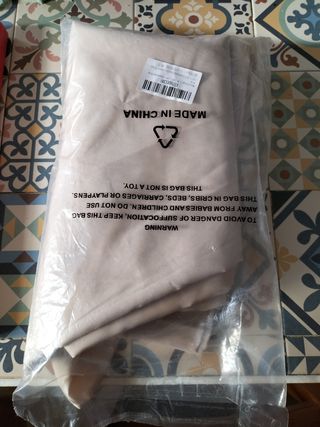 WARNING
TO AVOID DANGER OF SUFFOCATION, KEEP THIS BAG
AWAY FROM BABIES AND CHILDREN. DO NOT USE
THIS BAG IN CRIBS, BEDS, CARRIAGES OR PLAYPENS.
THIS BAG IS NOT A TOY.
MADE IN CHINA